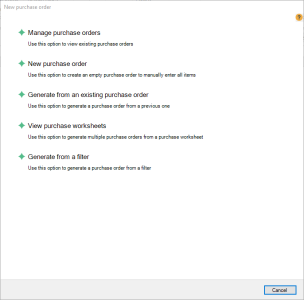 New purchase order
?
Manage purchase orders
Use this option to view existing purchase orders
New purchase order
Use this option to create an empty purchase order to manually enter all items
Generate from an existing purchase order
Use this option to generate a purchase order from a previous one
View purchase worksheets
Use this option to generate multiple purchase orders from a purchase worksheet
Generate from a filter
Use this option to generate a purchase order from a filter
Cancel